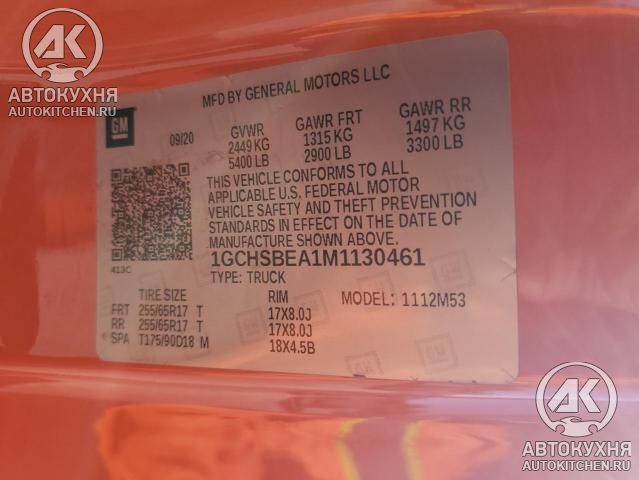 АК
АВТОКУХНЯ
AUTOKITCHEN.RU
MFD BY GENERAL MOTORS LLC
GM
09/20
GVWR
2449 KG
5400 LB
GAWR FRT
1315 KG
2900 LB
GAWR RR
1497 KG
3300 LB
THIS VEHICLE CONFORMS TO ALL
APPLICABLE U.S. FEDERAL MOTOR
VEHICLE SAFETY AND THEFT PREVENTION
STANDARDS IN EFFECT ON THE DATE OF
MANUFACTURE SHOWN ABOVE.
413C
1GCHSBEA1M1130461
TYPE: TRUCK
TIRE SIZE RIM MODEL: 1112M53
FRT 255/65R17 T 17X8.0J
RR 255/65R17 T 17X8.0J
SPA T175/90D18 M 18X4.5B
АК
АВТОКУХНЯ
AUTOKITCHEN.RU